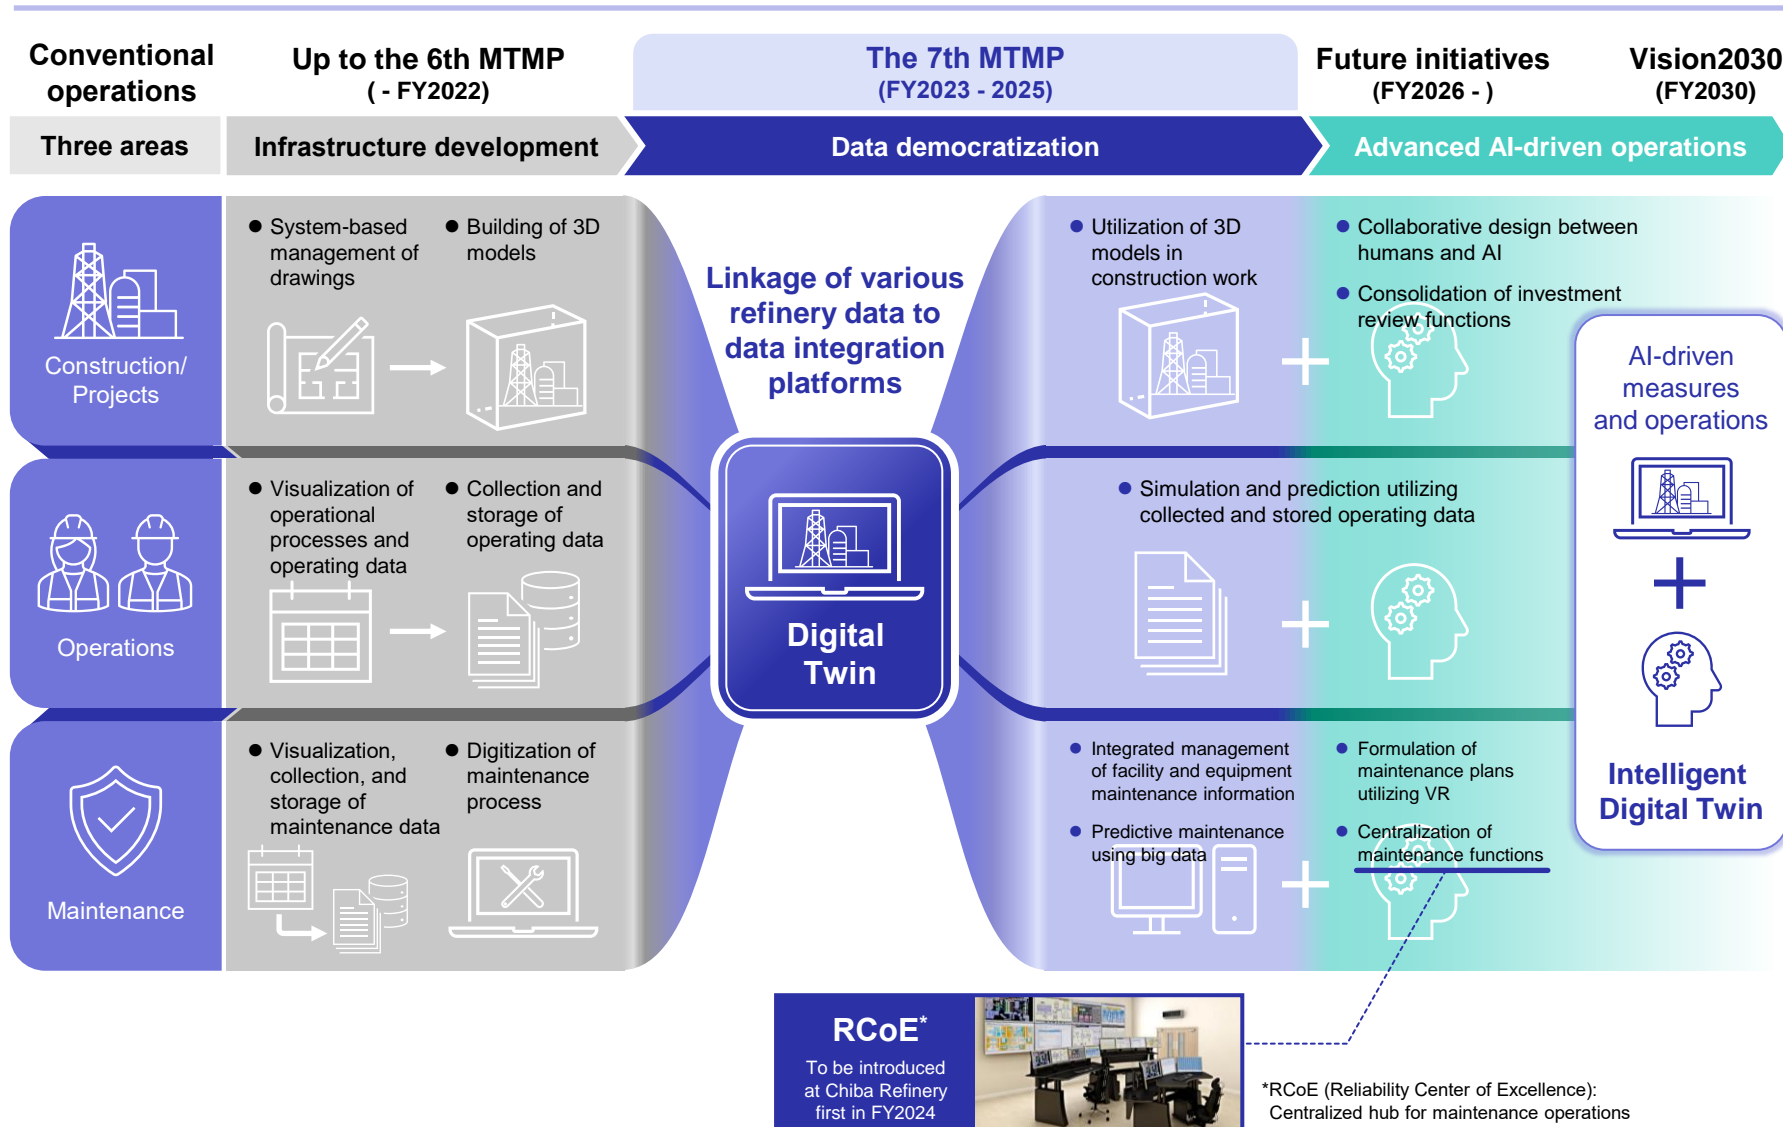 Conventional
operations
Up to the 6th MTMP
( - FY2022)
The 7th MTMP
(FY2023 - 2025)
Future initiatives
(FY2026 - )
Vision2030
(FY2030)
Three areas
Infrastructure development
Data democratization
Advanced AI-driven operations
Construction/
Projects
● System-based
management of
drawings
● Building of 3D
models
Linkage of various
refinery data to
data integration
platforms
● Utilization of 3D
models in
construction work
● Collaborative design between
humans and AI
● Consolidation of investment
review functions
Operations
● Visualization of
operational
processes and
operating data
● Collection and
storage of
operating data
Digital
Twin
● Simulation and prediction utilizing
collected and stored operating data
Maintenance
● Visualization,
collection, and
storage of
maintenance data
● Digitization of
maintenance
process
● Integrated management
of facility and equipment
maintenance information
● Predictive maintenance
using big data
● Formulation of
maintenance plans
utilizing VR
● Centralization of
maintenance functions
AI-driven
measures
and operations
Intelligent
Digital Twin
RCoE*
To be introduced
at Chiba Refinery
first in FY2024
*RCoE (Reliability Center of Excellence):
Centralized hub for maintenance operations